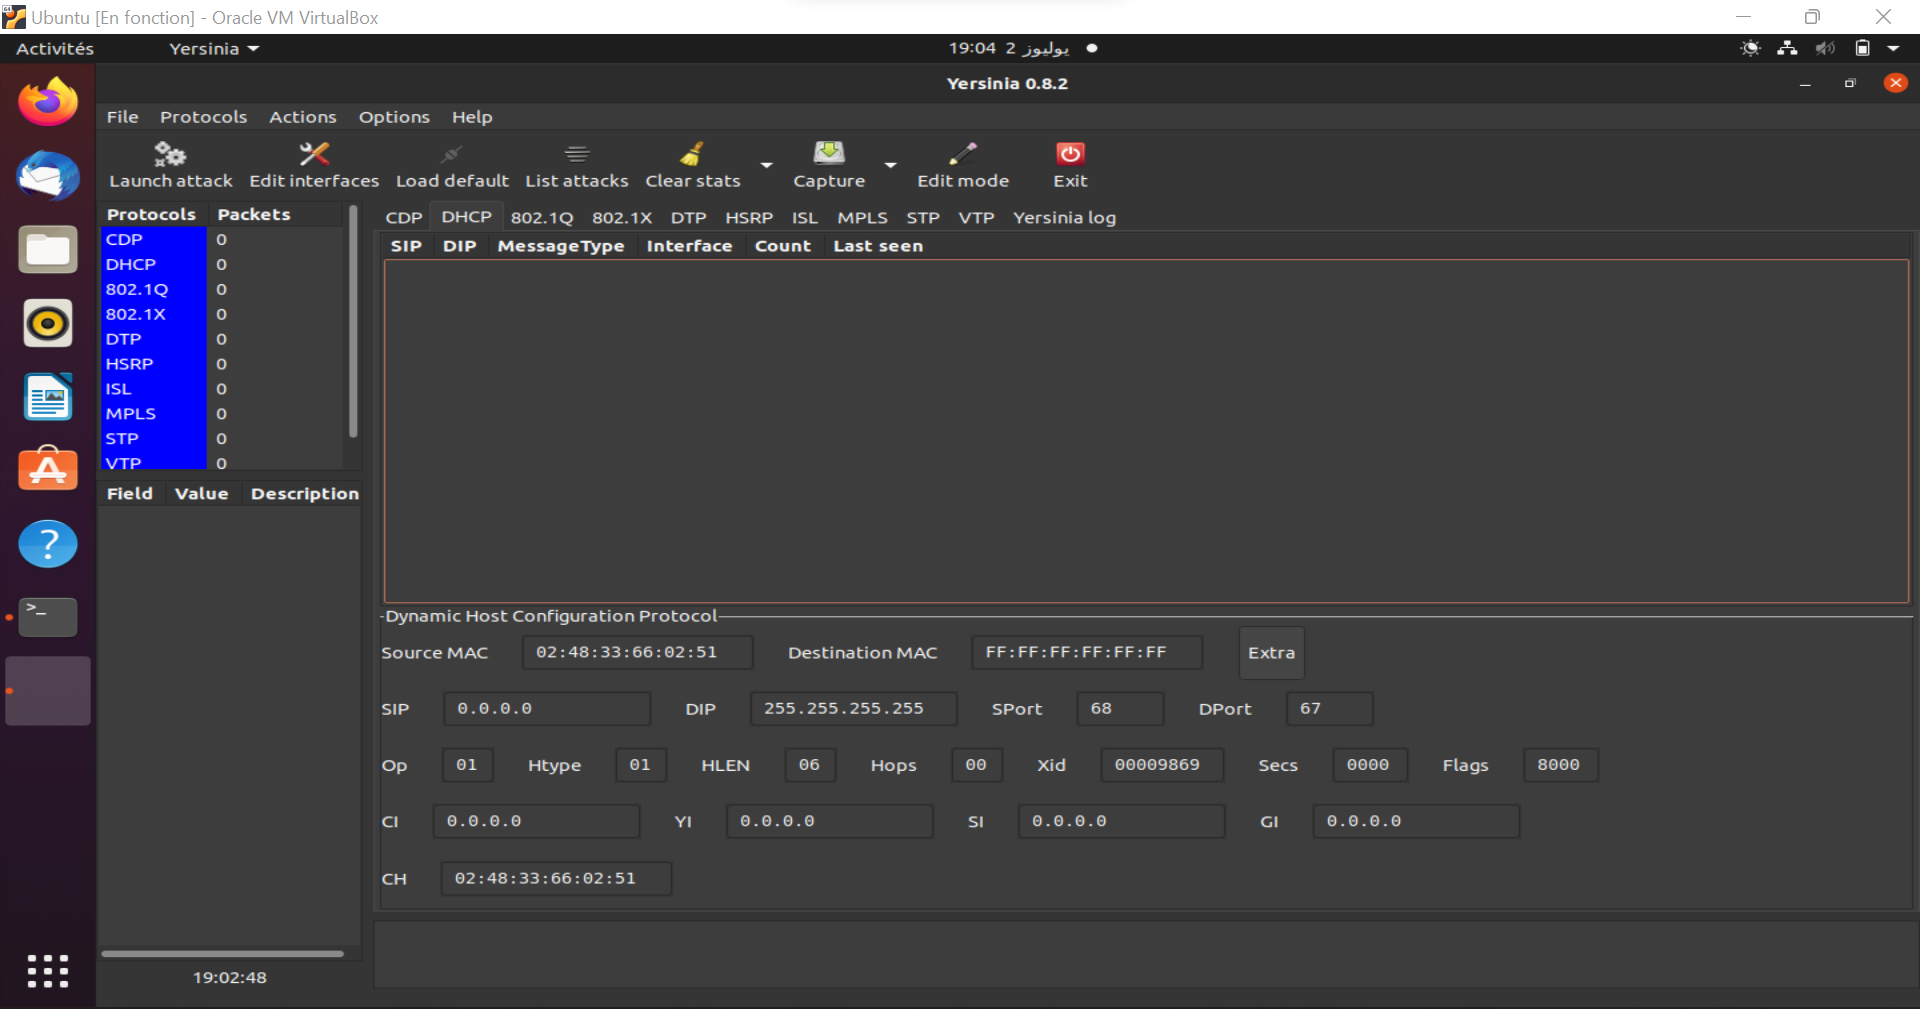 Ubuntu [En fonction] - Oracle VM VirtualBox
Activités Yersinia 19:04 2 يوليوز
Yersinia 0.8.2
File Protocols Actions Options Help
Launch attack Edit interfaces Load default List attacks Clear stats Capture Edit mode Exit
Protocols Packets
CDP 0
DHCP 0
802.1Q 0
802.1X 0
DTP 0
HSRP 0
ISL 0
MPLS 0
STP 0
VTP 0
Field Value Description
19:02:48
CDP DHCP 802.1Q 802.1X DTP HSRP ISL MPLS STP VTP Yersinia log
SIP DIP MessageType Interface Count Last seen
Dynamic Host Configuration Protocol
Source MAC 02:48:33:66:02:51 Destination MAC FF:FF:FF:FF:FF:FF Extra
SIP 0.0.0.0 DIP 255.255.255.255 SPort 68 DPort 67
Op 01 Htype 01 HLEN 06 Hops 00 Xid 00009869 Secs 0000 Flags 8000
CI 0.0.0.0 YI 0.0.0.0 SI 0.0.0.0 GI 0.0.0.0
CH 02:48:33:66:02:51